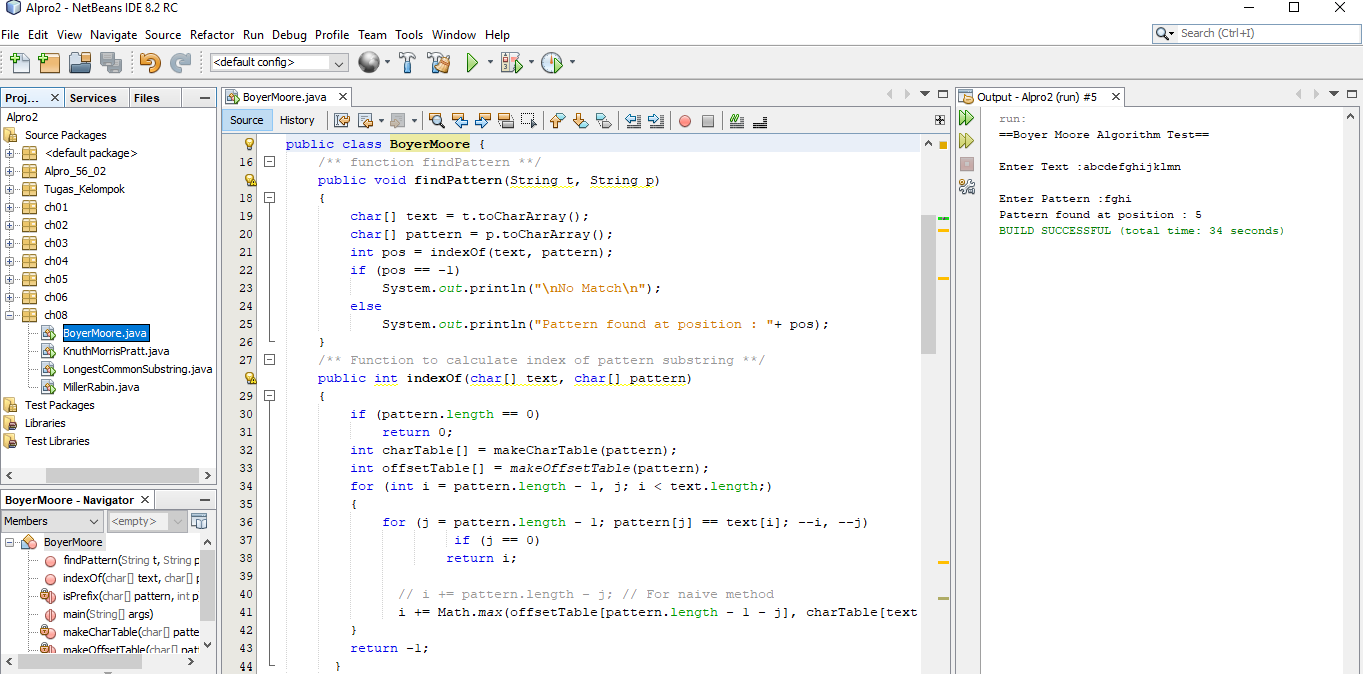 Alpro2 - NetBeans IDE 8.2 RC
File Edit View Navigate Source Refactor Run Debug Profile Team Tools Window Help
Search (Ctrl+I)
<default config>
Proj... Services Files
Alpro2
Source Packages
<default package>
Alpro_56_02
Tugas_Kelompok
ch01
ch02
ch03
ch04
ch05
ch06
ch08
BoyerMoore.java
KnuthMorrisPratt.java
LongestCommonSubstring.java
MillerRabin.java
Test Packages
Libraries
Test Libraries
BoyerMoore - Navigator
Members <empty>
BoyerMoore
findPattern(String t, String p
indexOf(char[] text, char[] p
isPrefix(char[] pattern, int p
main(String[] args)
makeCharTable(char[] patte
makeOffsetTable(char[] patt
BoyerMoore.java
Source History
public class BoyerMoore {
16 /** function findPattern **/
public void findPattern(String t, String p)
18 {
19 char[] text = t.toCharArray();
20 char[] pattern = p.toCharArray();
21 int pos = indexOf(text, pattern);
22 if (pos == -1)
23 System.out.println("\nNo Match\n");
24 else
25 System.out.println("Pattern found at position : "+ pos);
26 }
27 /** Function to calculate index of pattern substring **/
public int indexOf(char[] text, char[] pattern)
29 {
30 if (pattern.length == 0)
31 return 0;
32 int charTable[] = makeCharTable(pattern);
33 int offsetTable[] = makeOffsetTable(pattern);
34 for (int i = pattern.length - 1, j; i < text.length;)
35 {
36 for (j = pattern.length - 1; pattern[j] == text[i]; --i, --j)
37 if (j == 0)
38 return i;
39
40 // i += pattern.length - j; // For naive method
41 i += Math.max(offsetTable[pattern.length - 1 - j], charTable[text
42 }
43 return -1;
44 }
Output - Alpro2 (run) #5
run:
==Boyer Moore Algorithm Test==
Enter Text :abcdefghijklmn
Enter Pattern :fghi
Pattern found at position : 5
BUILD SUCCESSFUL (total time: 34 seconds)